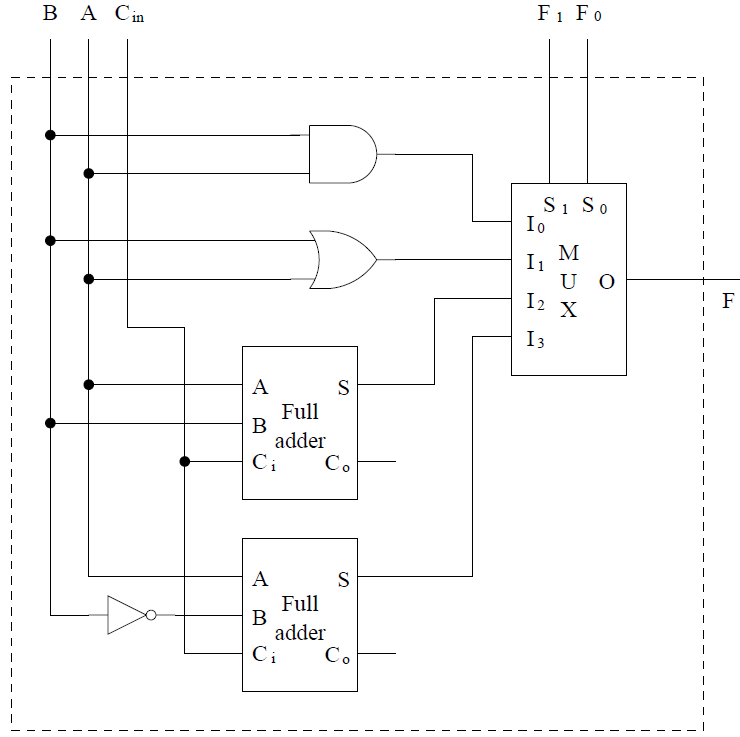 B A Cin F1 F0
S1 S0
I0
I1 M
U O
I2 X
F
I3
A S
Full
B adder
Ci Co
A S
Full
B adder
Ci Co